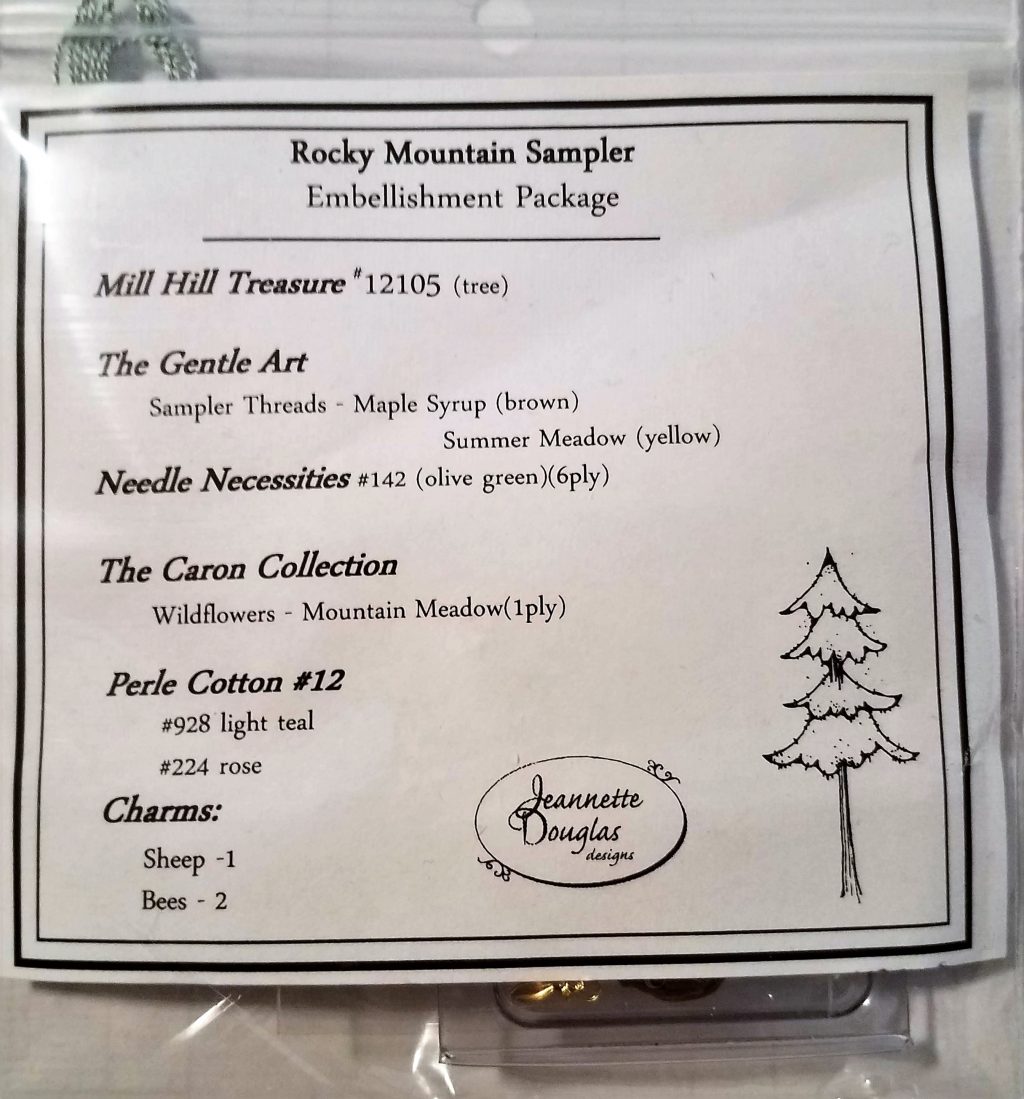 Rocky Mountain Sampler
Embellishment Package
Mill Hill Treasure #12105 (tree)
The Gentle Art
Sampler Threads - Maple Syrup (brown)
Summer Meadow (yellow)
Needle Necessities #142 (olive green)(6ply)
The Caron Collection
Wildflowers - Mountain Meadow(1ply)
Perle Cotton #12
#928 light teal
#224 rose
Charms:
Sheep -1
Bees - 2
Jeannette
Douglas
designs